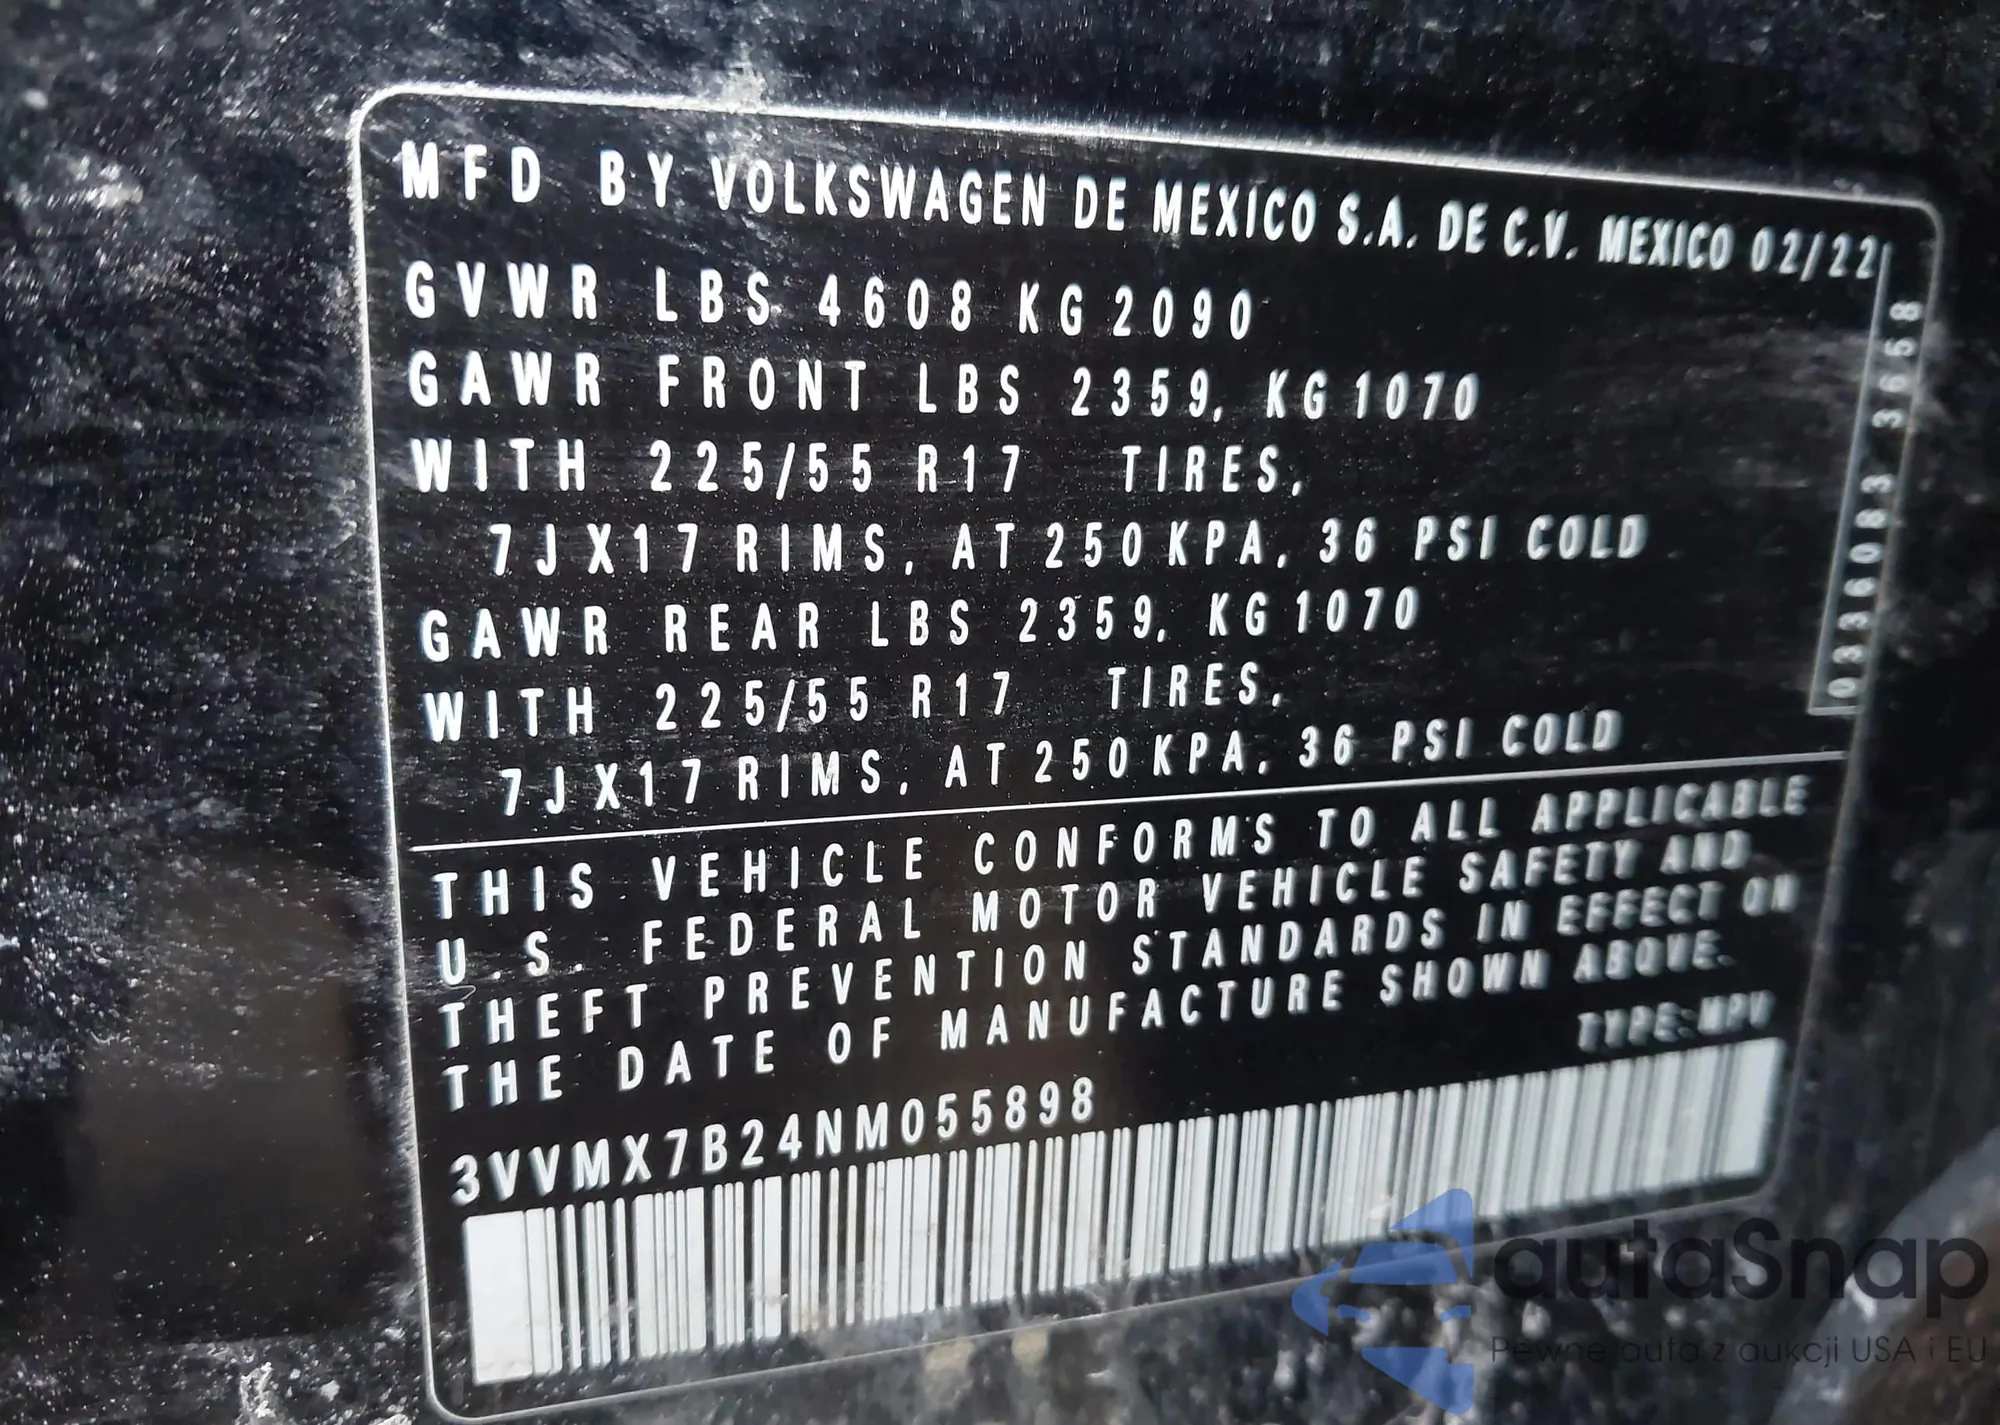 MFD BY VOLKSWAGEN DE MEXICO S.A. DE C.V. MEXICO 02/22
GVWR LBS 4608 KG 2090
GAWR FRONT LBS 2359, KG 1070
WITH 225/55 R17 TIRES,
7JX17 RIMS, AT 250 KPA, 36 PSI COLD
GAWR REAR LBS 2359, KG 1070
WITH 225/55 R17 TIRES,
7JX17 RIMS, AT 250 KPA, 36 PSI COLD
0336083 3668
THIS VEHICLE CONFORMS TO ALL APPLICABLE
U.S. FEDERAL MOTOR VEHICLE SAFETY AND
THEFT PREVENTION STANDARDS IN EFFECT ON
THE DATE OF MANUFACTURE SHOWN ABOVE.
TYPE:MPV
3VVMX7B24NM055898
autaSnap
Pewne auta z aukcji USA i EU